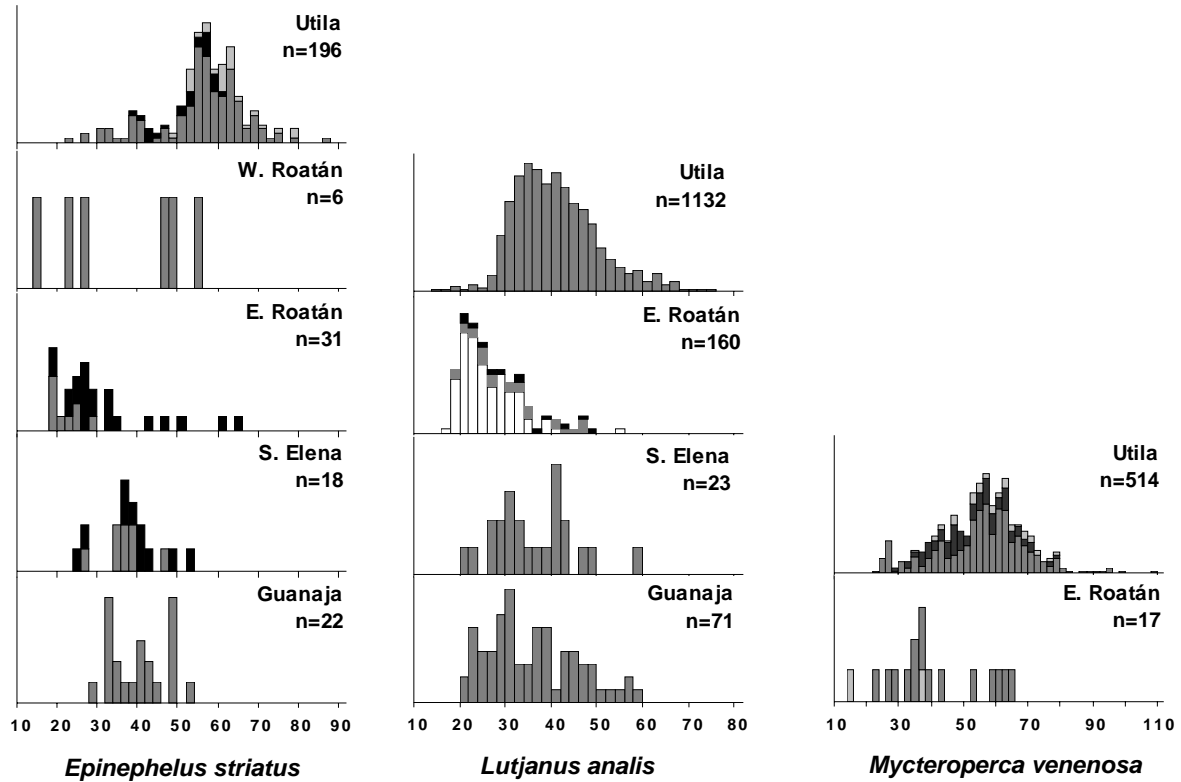 Utila
n=196
W. Roatán
n=6
E. Roatán
n=31
S. Elena
n=18
Guanaja
n=22
10 20 30 40 50 60 70 80 90
Epinephelus striatus
Utila
n=1132
E. Roatán
n=160
S. Elena
n=23
Guanaja
n=71
10 20 30 40 50 60 70 80
Lutjanus analis
Utila
n=514
E. Roatán
n=17
10 30 50 70 90 110
Mycteroperca venenosa